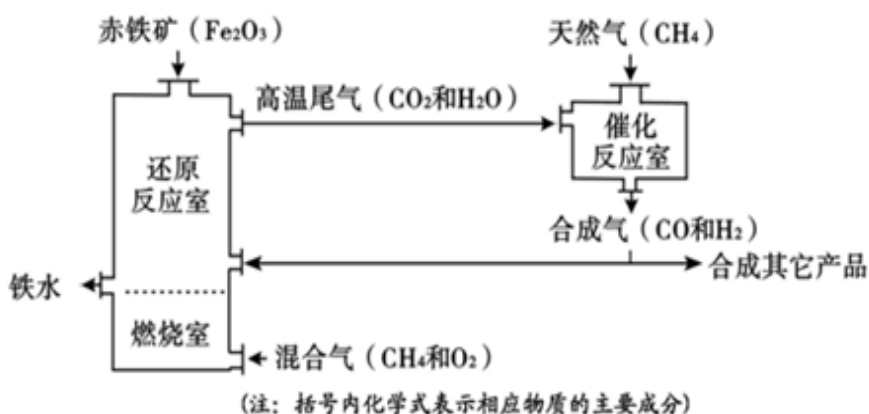 赤铁矿（Fe₂O₃）
天然气（CH₄）
高温尾气（CO₂和H₂O）
催化
反应室
还原
反应室
合成气（CO和H₂）
合成其它产品
铁水
燃烧室
混合气（CH₄和O₂）
(注：括号内化学式表示相应物质的主要成分)